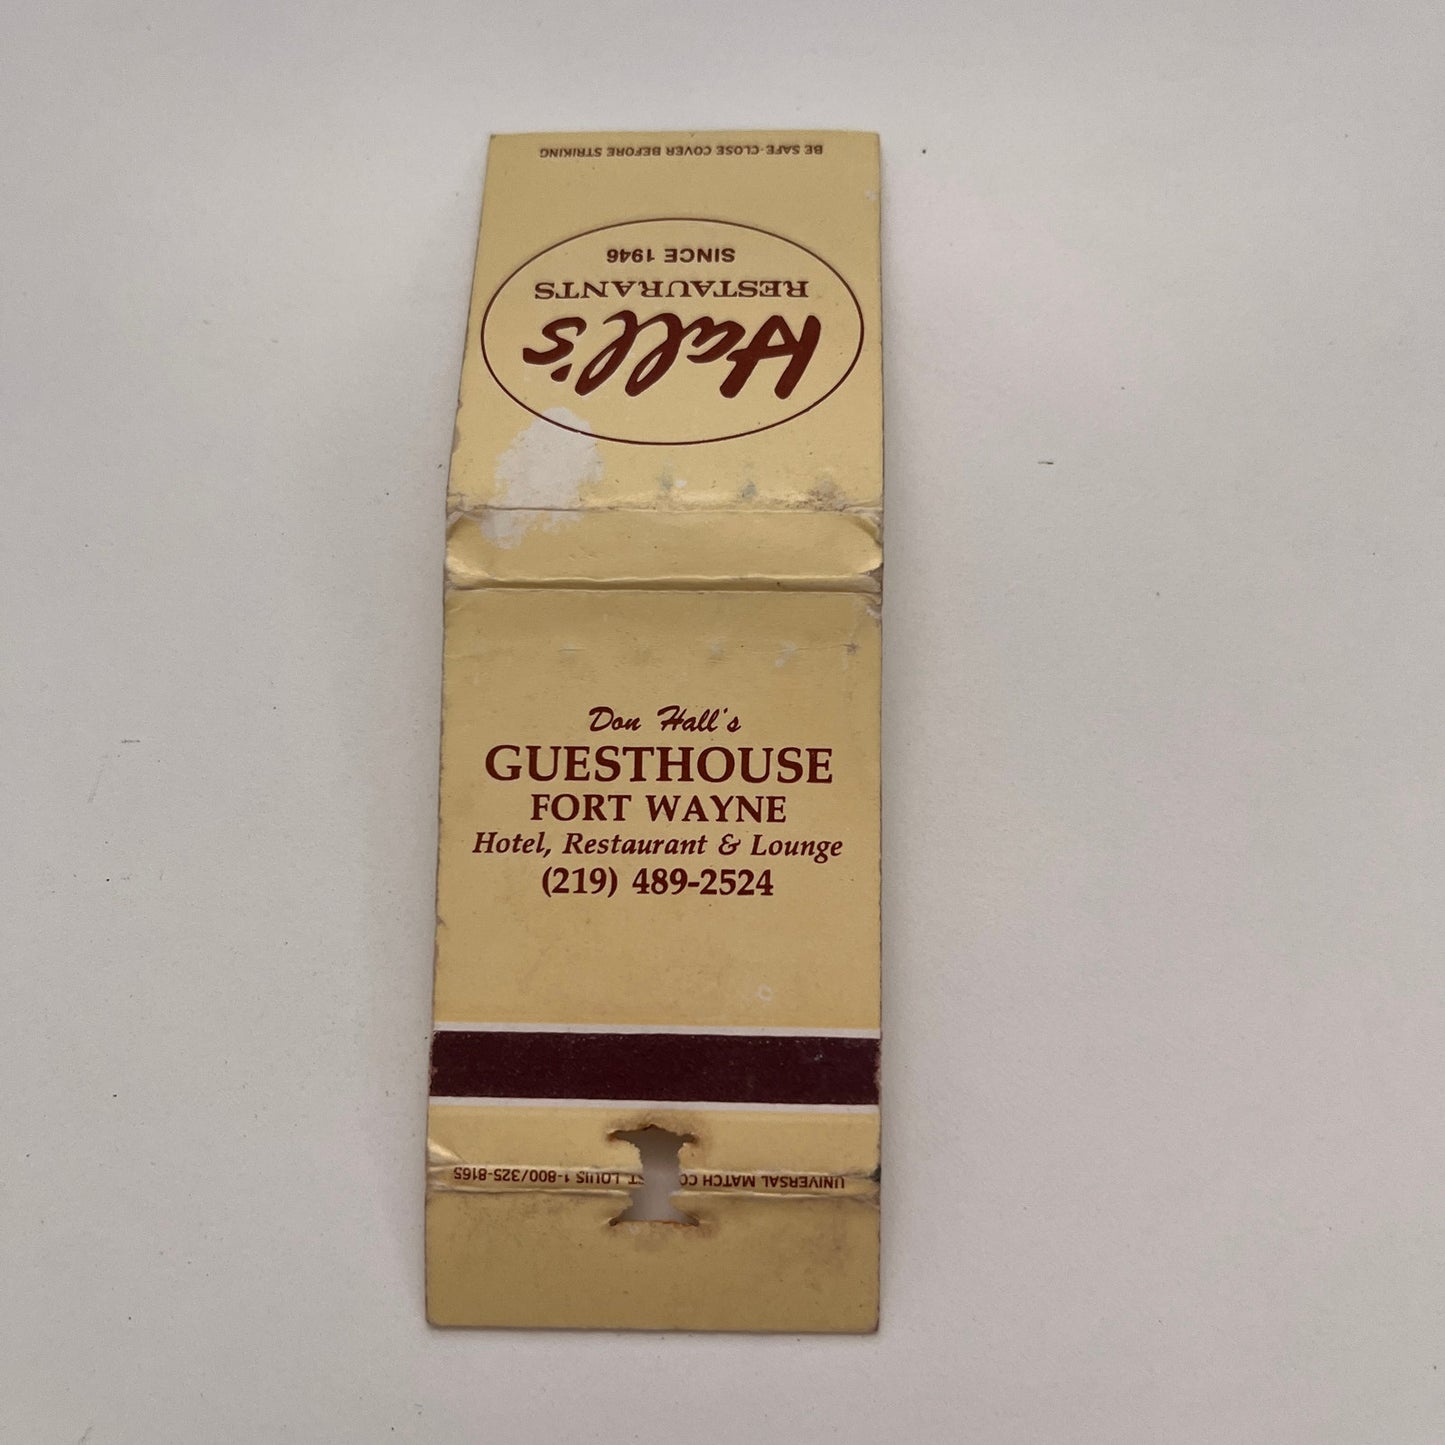 BE SAFE-CLOSE COVER BEFORE STRIKING
Hall's
RESTAURANTS
SINCE 1946
Don Hall's
GUESTHOUSE
FORT WAYNE
Hotel, Restaurant & Lounge
(219) 489-2524
UNIVERSAL MATCH LOUIS 1-800/325-8165